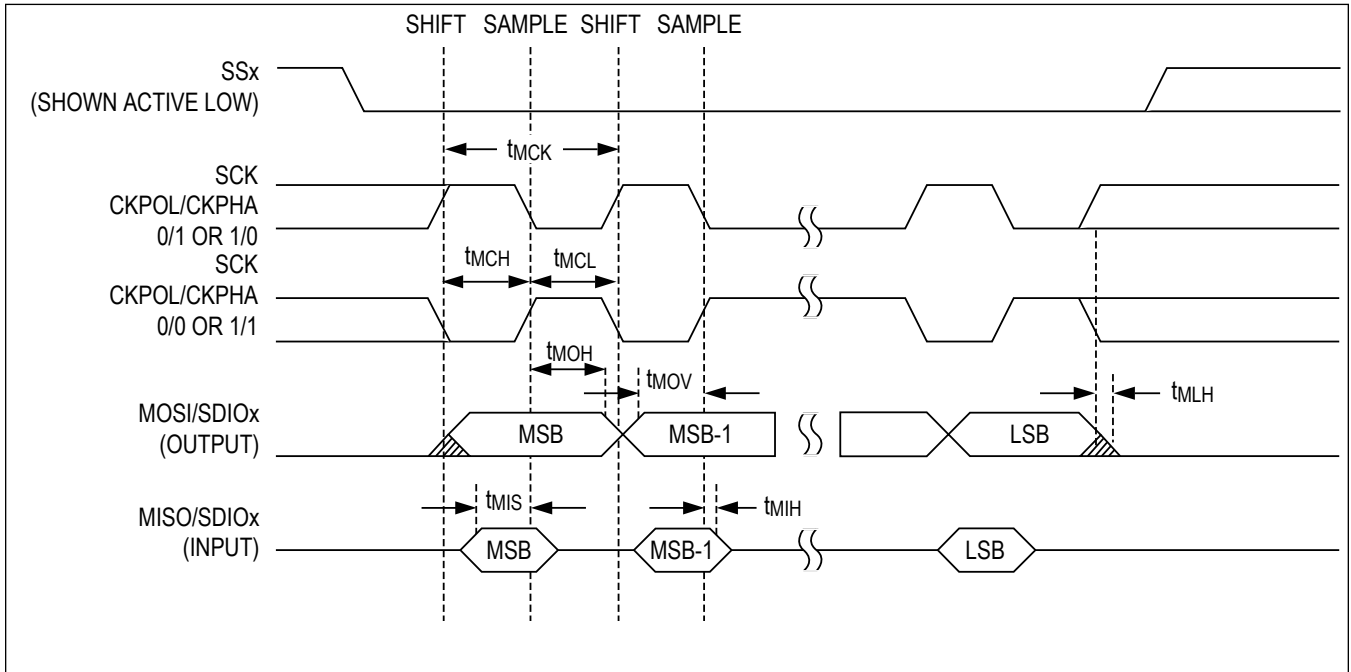 SHIFT SAMPLE SHIFT SAMPLE
SSx
(SHOWN ACTIVE LOW)
tMCK
SCK
CKPOL/CKPHA
0/1 OR 1/0
SCK
CKPOL/CKPHA
0/0 OR 1/1
tMCH
tMCL
tMOH
tMOV
tMLH
MOSI/SDIOx
(OUTPUT)
MSB
MSB-1
LSB
tMIS
tMIH
MISO/SDIOx
(INPUT)
MSB
MSB-1
LSB